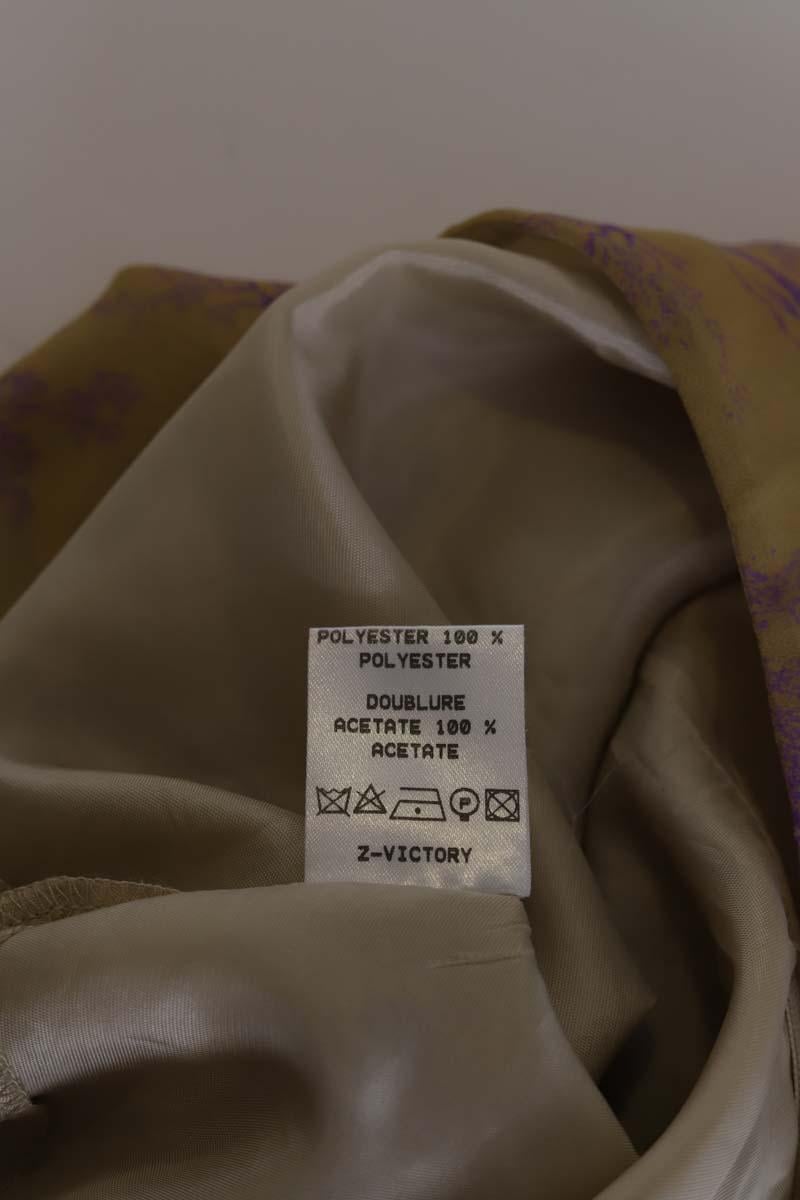 POLYESTER 100 %
POLYESTER
DOUBLURE
ACETATE 100 %
ACETATE
P
Z-VICTORY